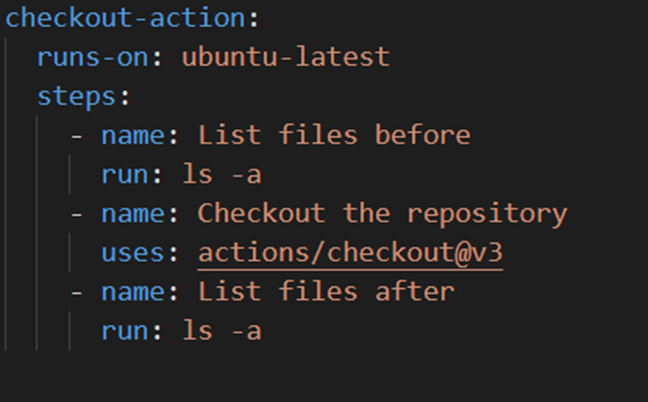 checkout-action:
runs-on: ubuntu-latest
steps:
- name: List files before
run: ls -a
- name: Checkout the repository
uses: actions/checkout@v3
- name: List files after
run: ls -a